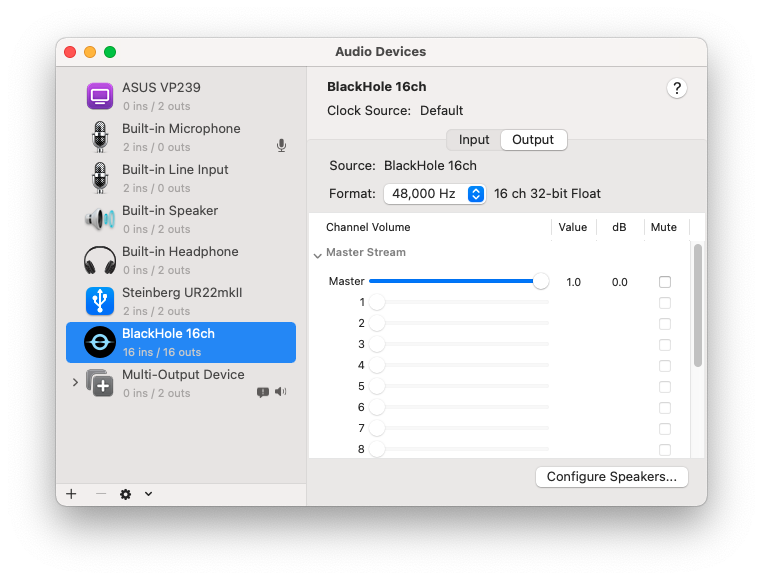 Audio Devices
ASUS VP239
0 ins / 2 outs
Built-in Microphone
2 ins / 0 outs
Built-in Line Input
2 ins / 0 outs
Built-in Speaker
0 ins / 2 outs
Built-in Headphone
0 ins / 2 outs
Steinberg UR22mkII
2 ins / 2 outs
BlackHole 16ch
16 ins / 16 outs
Multi-Output Device
0 ins / 2 outs
BlackHole 16ch
?
Clock Source: Default
Input Output
Source: BlackHole 16ch
Format: 48,000 Hz 16 ch 32-bit Float
Channel Volume Value dB Mute
Master Stream
Master 1.0 0.0
1
2
3
4
5
6
7
8
Configure Speakers...